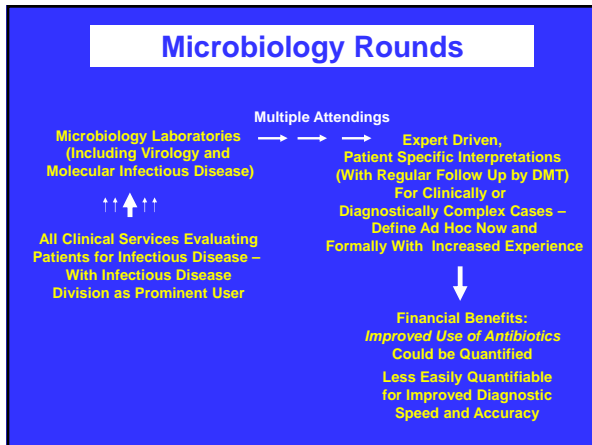 Microbiology Rounds
Multiple Attendings
Microbiology Laboratories
(Including Virology and
Molecular Infectious Disease)
All Clinical Services Evaluating
Patients for Infectious Disease –
With Infectious Disease
Division as Prominent User
Expert Driven,
Patient Specific Interpretations
(With Regular Follow Up by DMT)
For Clinically or
Diagnostically Complex Cases –
Define Ad Hoc Now and
Formally With Increased Experience
Financial Benefits:
Improved Use of Antibiotics
Could be Quantified
Less Easily Quantifiable
for Improved Diagnostic
Speed and Accuracy